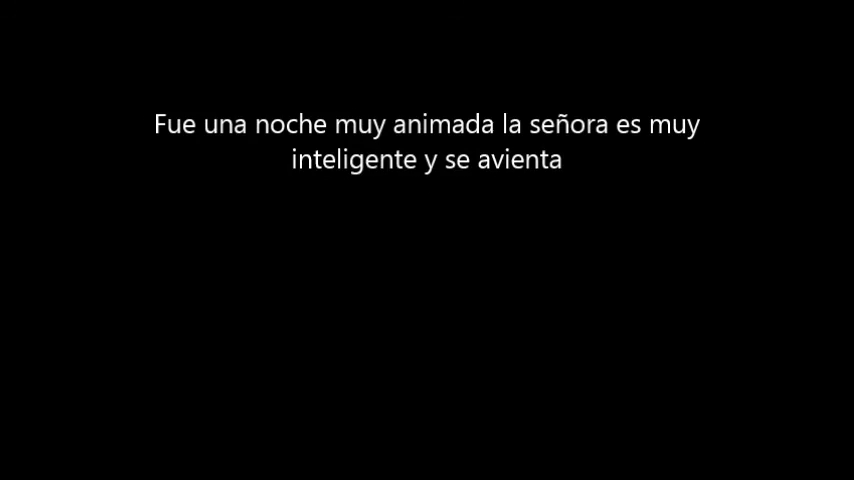 Fue una noche muy animada la señora es muy
inteligente y se avienta